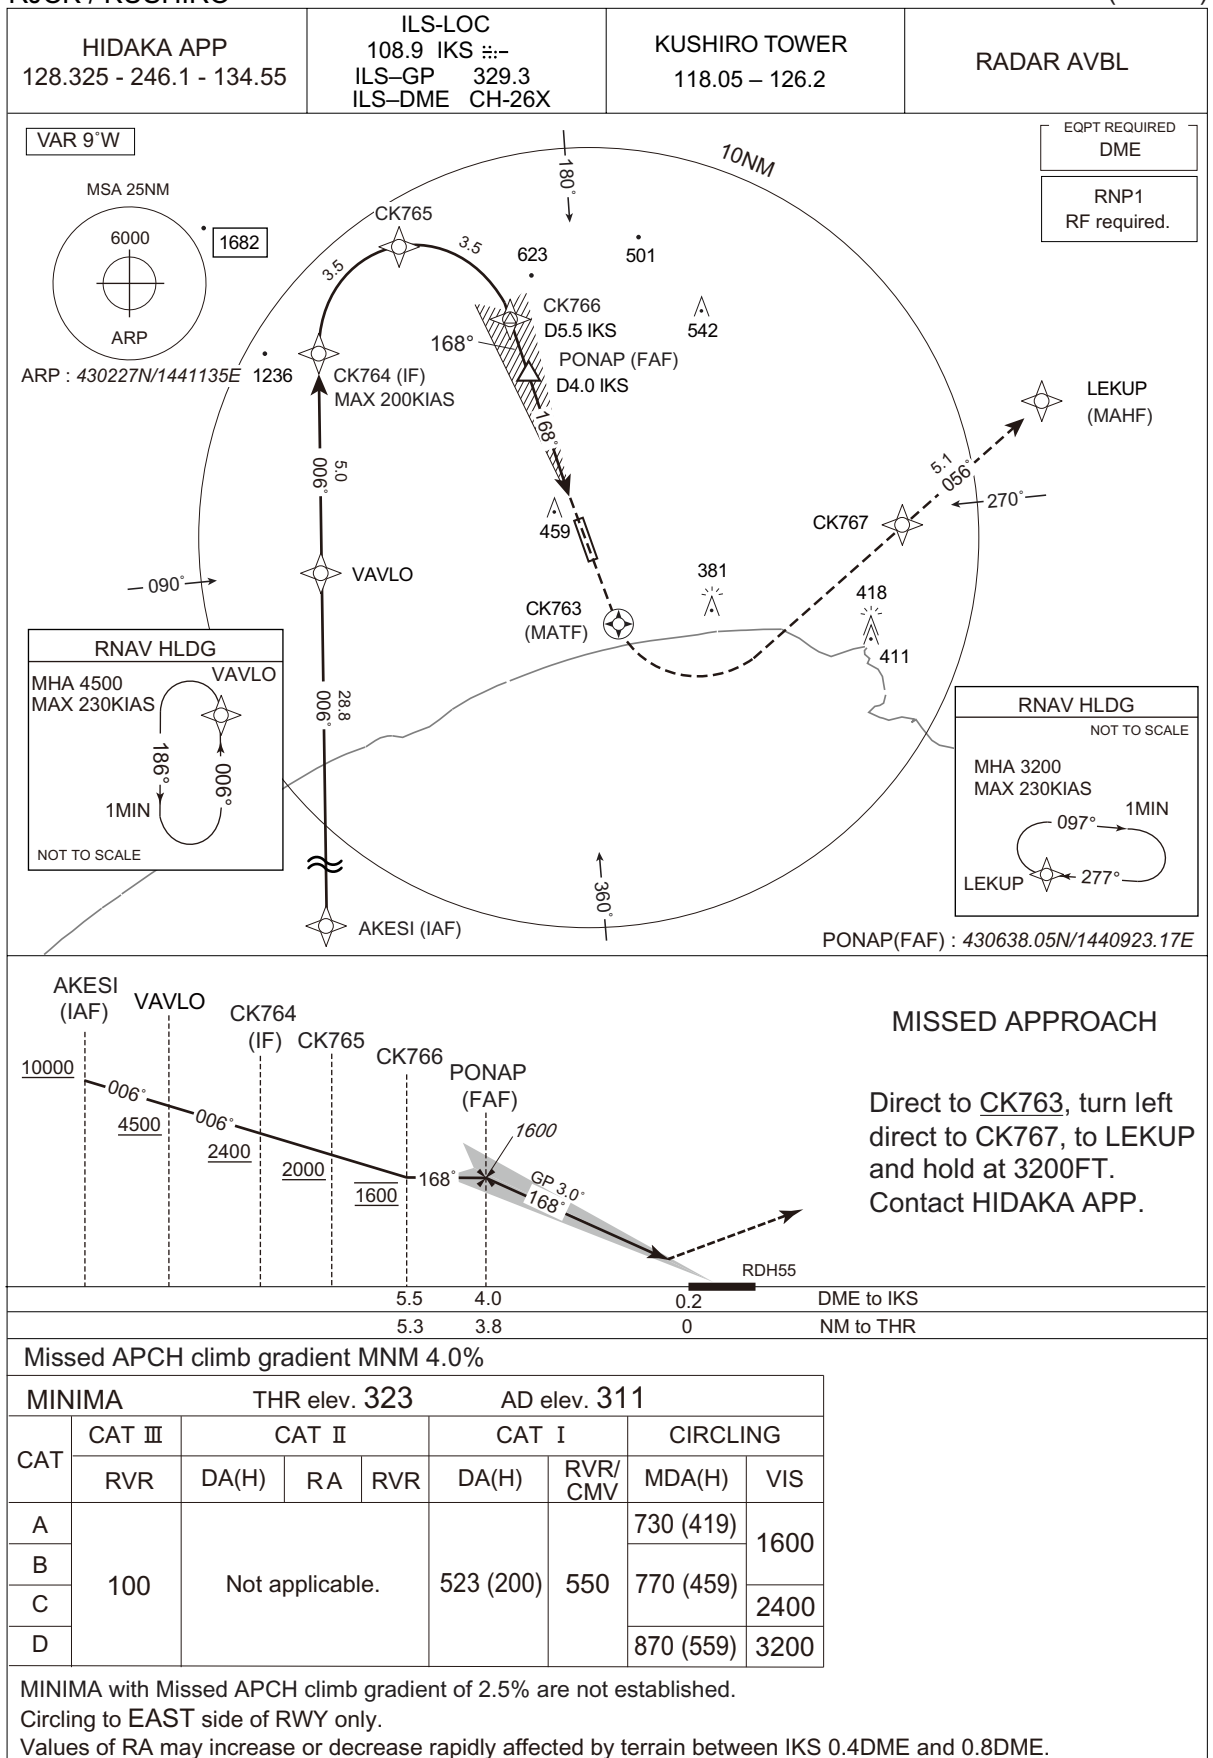 HIDAKA APP
128.325 - 246.1 - 134.55
ILS-LOC
108.9 IKS
ILS–GP 329.3
ILS–DME CH-26X
KUSHIRO TOWER
118.05 – 126.2
RADAR AVBL
VAR 9°W
EQPT REQUIRED
DME
RNP1
RF required.
MSA 25NM
6000
ARP
1682
ARP : 430227N/1441135E
1236
10NM
180°
CK765
3.5
3.5
623
501
542
CK766
D5.5 IKS
168°
PONAP (FAF)
D4.0 IKS
168°
CK764 (IF)
MAX 200KIAS
LEKUP
(MAHF)
5.0
006°
5.1
056°
270°
459
CK767
VAVLO
090°
381
418
411
CK763
(MATF)
28.8
006°
RNAV HLDG
MHA 4500
MAX 230KIAS
VAVLO
186°
006°
1MIN
NOT TO SCALE
RNAV HLDG
NOT TO SCALE
MHA 3200
MAX 230KIAS
1MIN
097°
277°
LEKUP
360°
AKESI (IAF)
PONAP(FAF) : 430638.05N/1440923.17E
AKESI
(IAF)
VAVLO
CK764
(IF)
CK765
CK766
PONAP
(FAF)
10000
006°
4500
006°
2400
2000
1600
168°
1600
GP 3.0°
168°
RDH55
5.5 4.0 0.2 DME to IKS
5.3 3.8 0 NM to THR
MISSED APPROACH
Direct to CK763, turn left
direct to CK767, to LEKUP
and hold at 3200FT.
Contact HIDAKA APP.
Missed APCH climb gradient MNM 4.0%
MINIMA THR elev. 323 AD elev. 311
CAT CAT III CAT II CAT I CIRCLING
RVR DA(H) RA RVR DA(H) RVR/CMV MDA(H) VIS
A 730 (419) 1600
B
100 Not applicable. 523 (200) 550 770 (459)
C 2400
D 870 (559) 3200
MINIMA with Missed APCH climb gradient of 2.5% are not established.
Circling to EAST side of RWY only.
Values of RA may increase or decrease rapidly affected by terrain between IKS 0.4DME and 0.8DME.